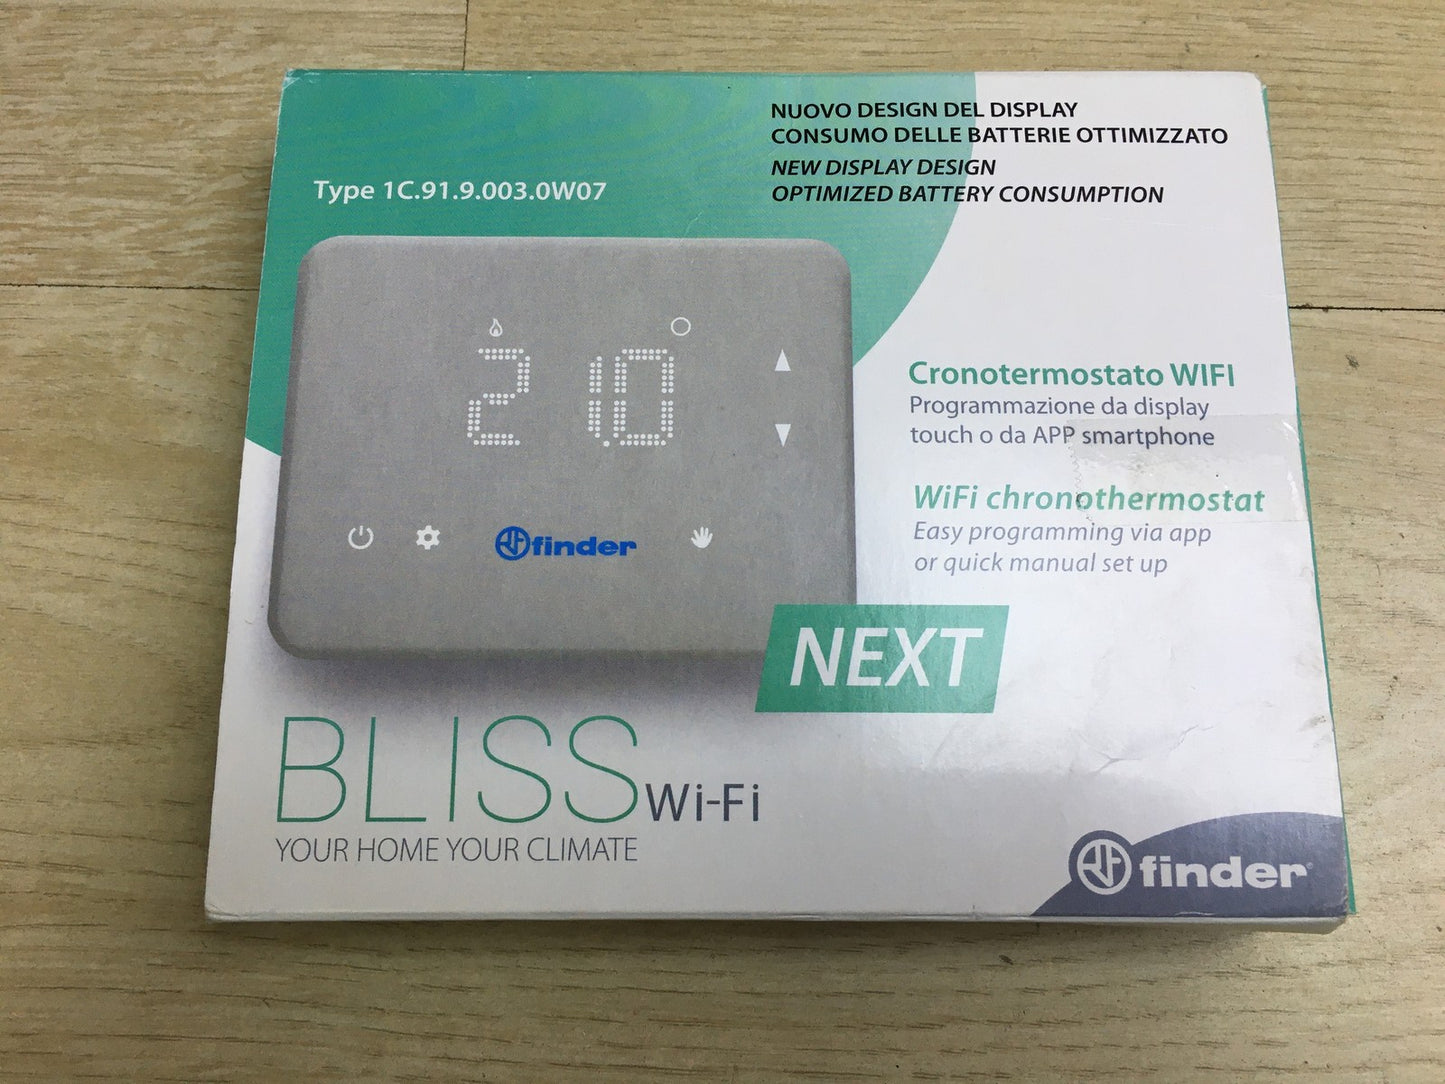 NUOVO DESIGN DEL DISPLAY
CONSUMO DELLE BATTERIE OTTIMIZZATO
NEW DISPLAY DESIGN
OPTIMIZED BATTERY CONSUMPTION
Type 1C.91.9.003.0W07
21.0°
finder
Cronotermostato WIFI
Programmazione da display
touch o da APP smartphone
WiFi chronothermostat
Easy programming via app
or quick manual set up
NEXT
BLISS Wi-Fi
YOUR HOME YOUR CLIMATE
finder®